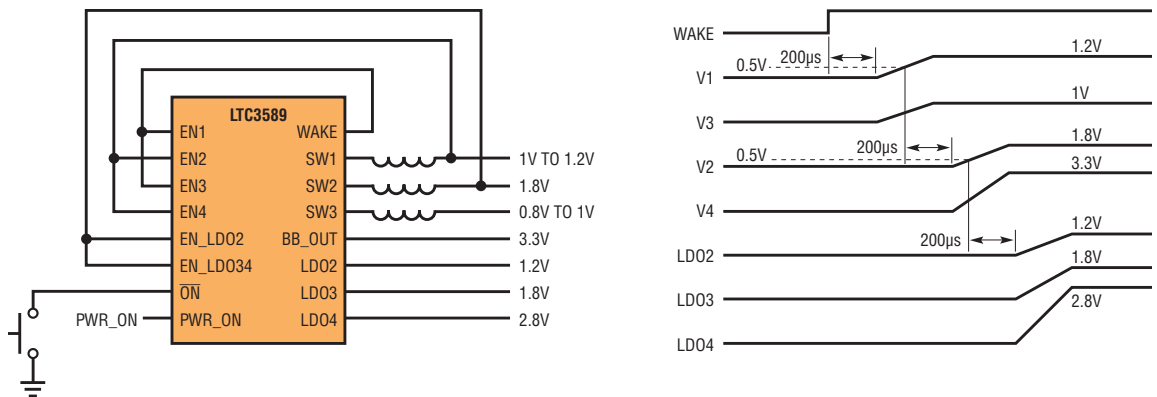 LTC3589
EN1
EN2
EN3
EN4
EN_LDO2
EN_LDO34
ON
PWR_ON
PWR_ON
WAKE
SW1
SW2
SW3
BB_OUT
LDO2
LDO3
LDO4
1V TO 1.2V
1.8V
0.8V TO 1V
3.3V
1.2V
1.8V
2.8V
WAKE
200µs
1.2V
0.5V
V1
1V
V3
200µs
1.8V
0.5V
V2
3.3V
V4
200µs
1.2V
LDO2
1.8V
LDO3
2.8V
LDO4